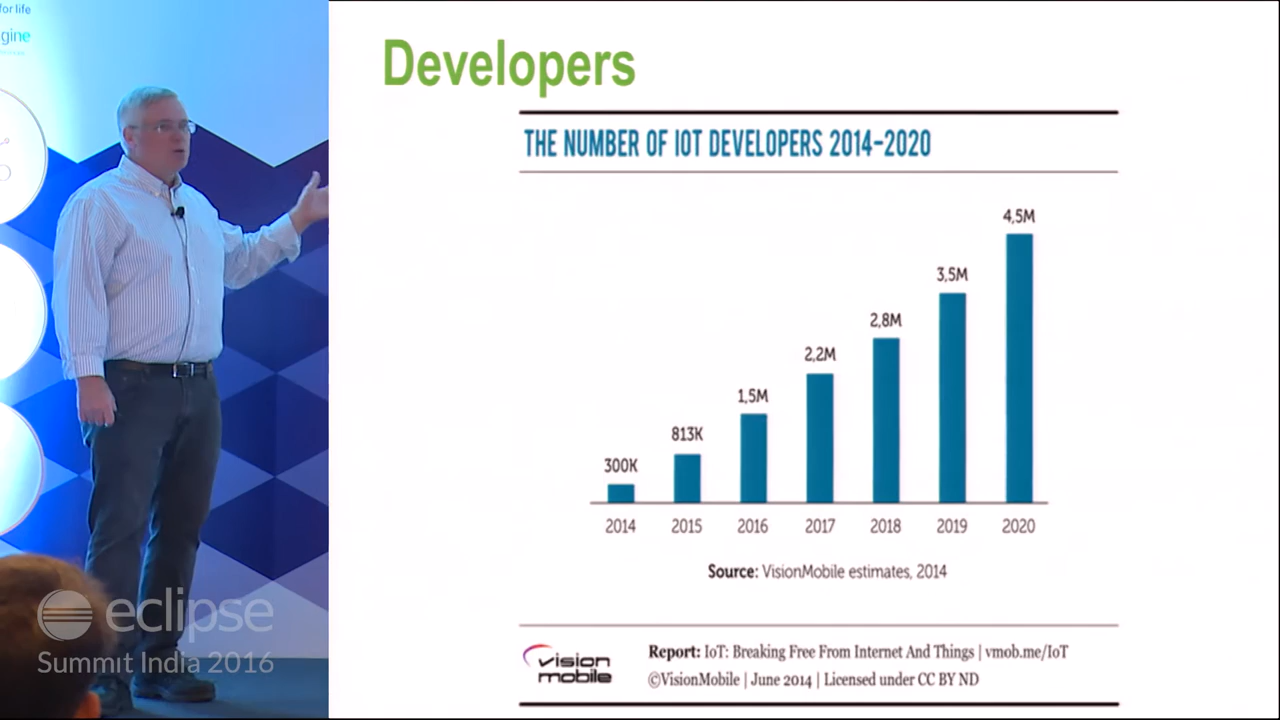 for life
gine
eclipse
Summit India 2016
Developers
THE NUMBER OF IOT DEVELOPERS 2014-2020
300K
813K
1,5M
2,2M
2,8M
3,5M
4,5M
2014 2015 2016 2017 2018 2019 2020
Source: VisionMobile estimates, 2014
vision
mobile
Report: IoT: Breaking Free From Internet And Things | vmob.me/IoT
©VisionMobile | June 2014 | Licensed under CC BY ND